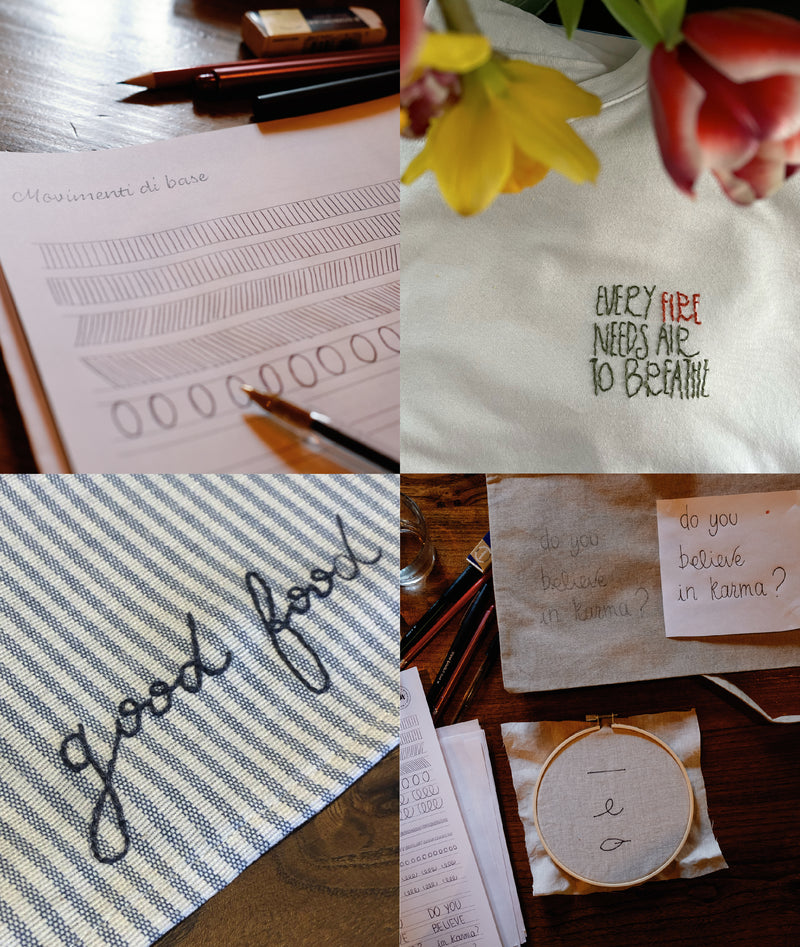 Movimenti di base
EVERY FIRE
NEEDS AIR
TO BREATHE
good food
do you
believe
in karma?
do you
believe
in karma?
DO YOU
BELIEVE
in karma?